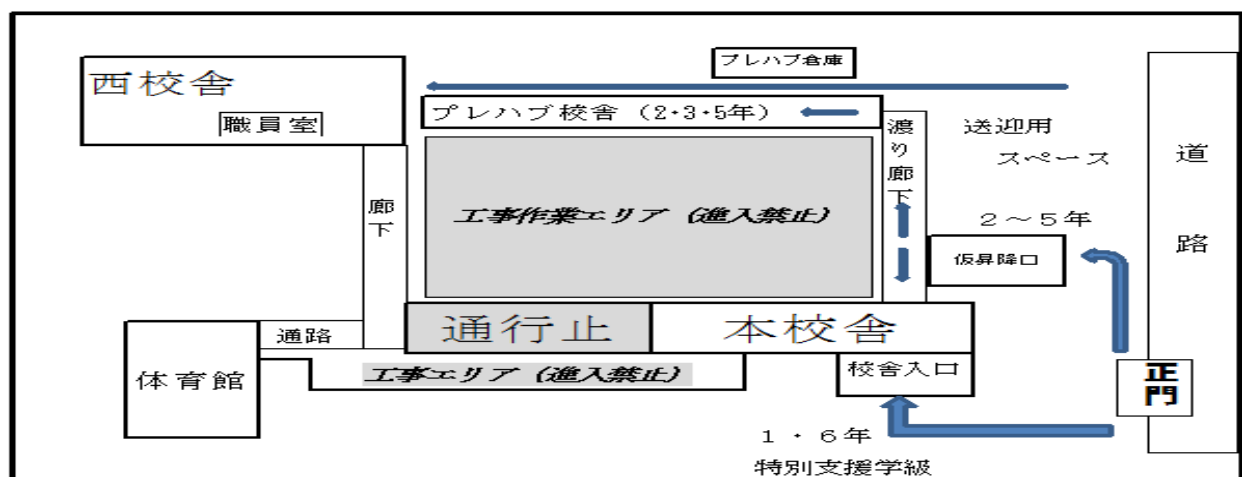 プレハブ倉庫
西校舎
職員室
プレハブ校舎（2・3・5年）
渡り廊下
送迎用
スペース
道路
廊下
工事作業エリア（進入禁止）
2～5年
仮昇降口
通行止
本校舎
通路
体育館
工事エリア（進入禁止）
校舎入口
正門
1・6年
特別支援学級